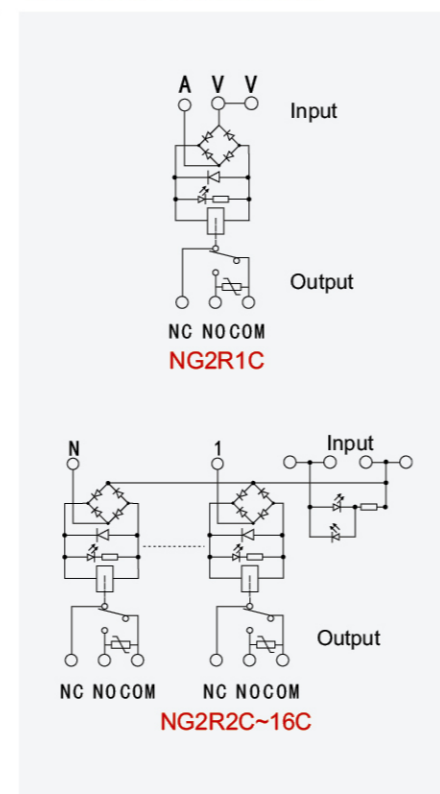 A V V
Input
Output
NC NO COM
NG2R1C
N 1 Input
Output
NC NO COM NC NO COM
NG2R2C~16C